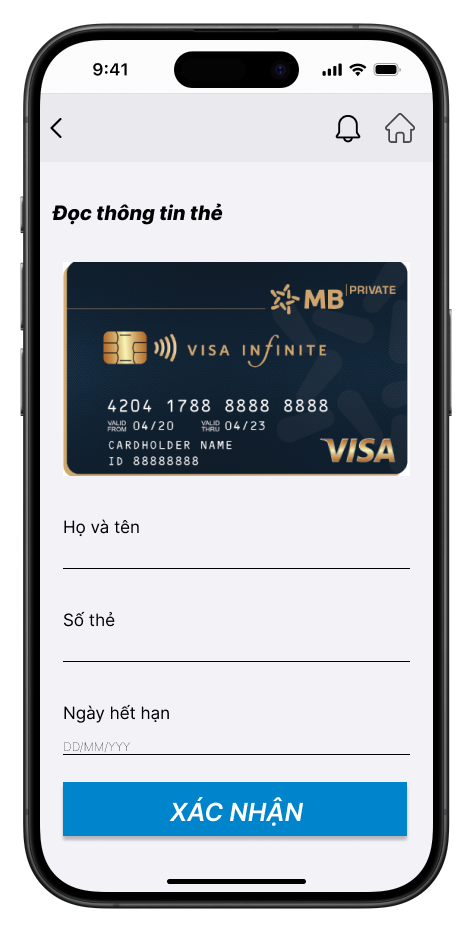 9:41
Đọc thông tin thẻ
MB PRIVATE
VISA INFINITE
4204 1788 8888 8888
VALID FROM 04/20 VALID THRU 04/23
CARDHOLDER NAME
ID 88888888
VISA
Họ và tên
Số thẻ
Ngày hết hạn
DD/MM/YYY
XÁC NHẬN